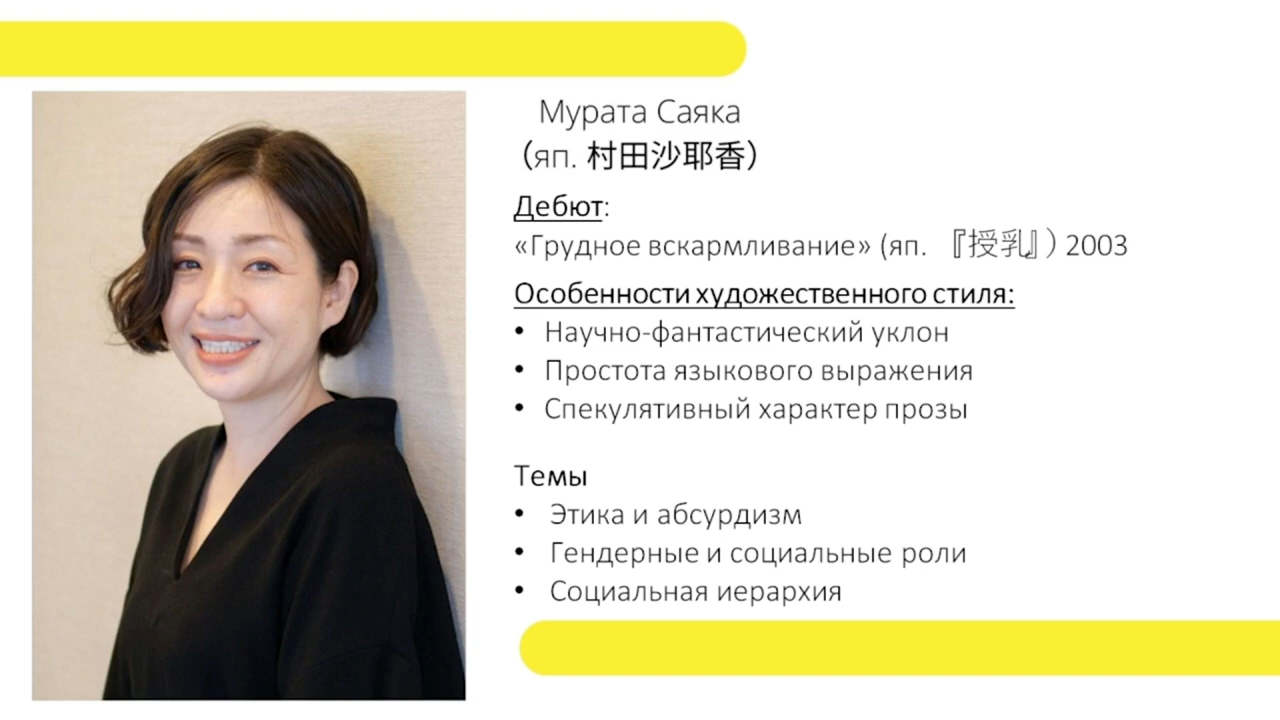 Мурата Саяка
(яп. 村田沙耶香)
Дебют:
«Грудное вскармливание» (яп. 『授乳』) 2003
Особенности художественного стиля:
• Научно-фантастический уклон
• Простота языкового выражения
• Спекулятивный характер прозы
Темы
• Этика и абсурдизм
• Гендерные и социальные роли
• Социальная иерархия